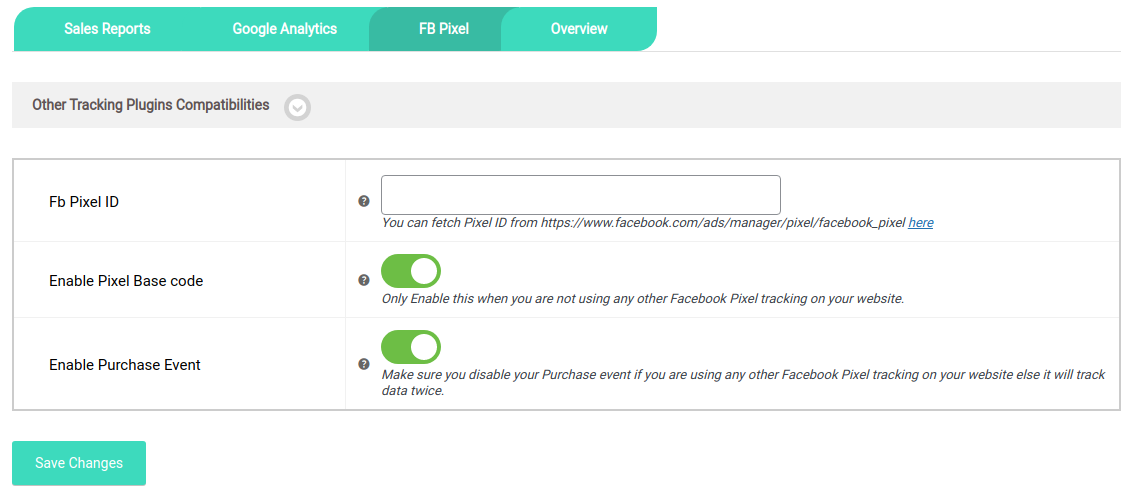 Sales Reports Google Analytics FB Pixel Overview
Other Tracking Plugins Compatibilities
Fb Pixel ID
You can fetch Pixel ID from https://www.facebook.com/ads/manager/pixel/facebook_pixel here
Enable Pixel Base code
Only Enable this when you are not using any other Facebook Pixel tracking on your website.
Enable Purchase Event
Make sure you disable your Purchase event if you are using any other Facebook Pixel tracking on your website else it will track
data twice.
Save Changes